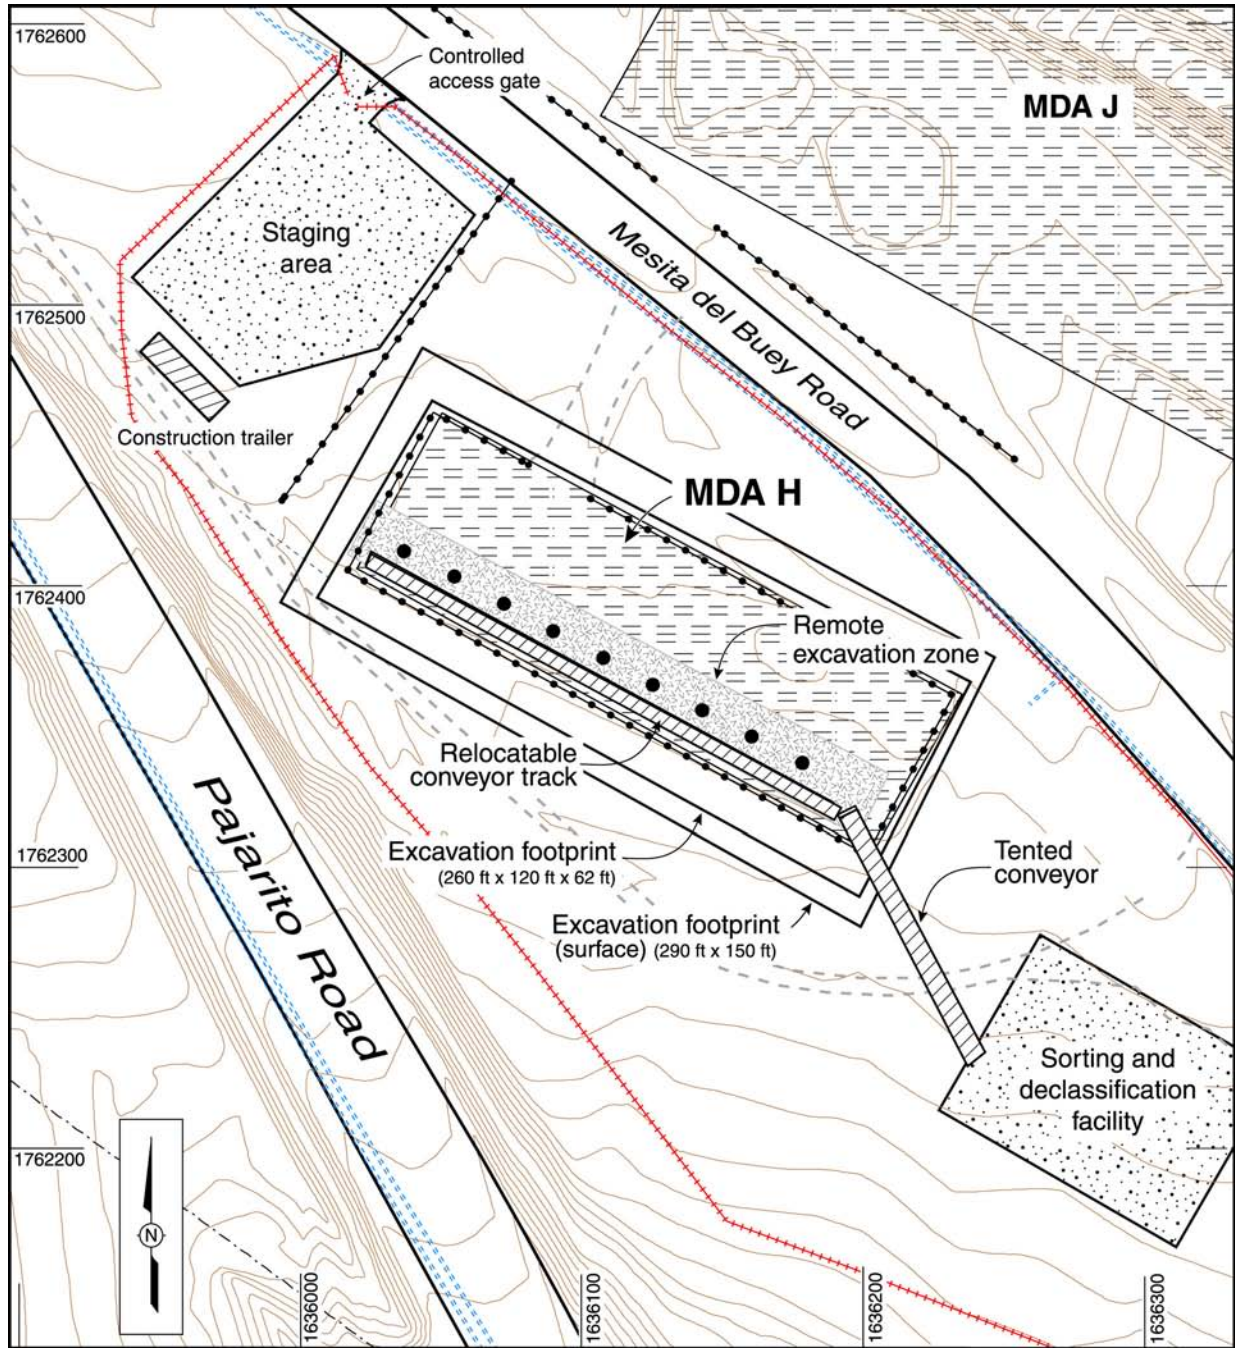 1762600
Controlled
access gate
MDA J
Staging
area
Mesita del Buey Road
1762500
Construction trailer
MDA H
1762400
Remote
excavation zone
Relocatable
conveyor track
Pajarito Road
1762300
Excavation footprint
(260 ft x 120 ft x 62 ft)
Tented
conveyor
Excavation footprint
(surface) (290 ft x 150 ft)
Sorting and
declassification
facility
1762200
N
1636000
1636100
1636200
1636300